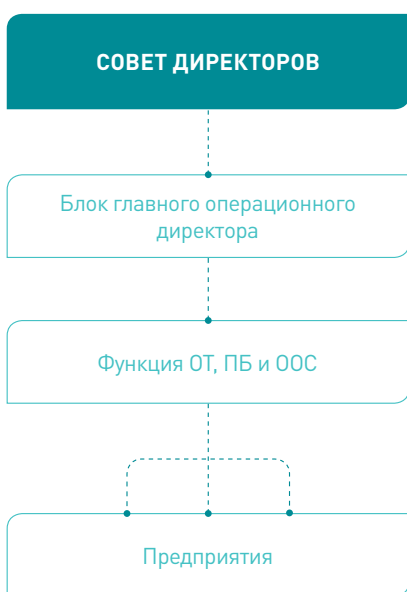 СОВЕТ ДИРЕКТОРОВ
Блок главного операционного
директора
Функция ОТ, ПБ и ООС
Предприятия